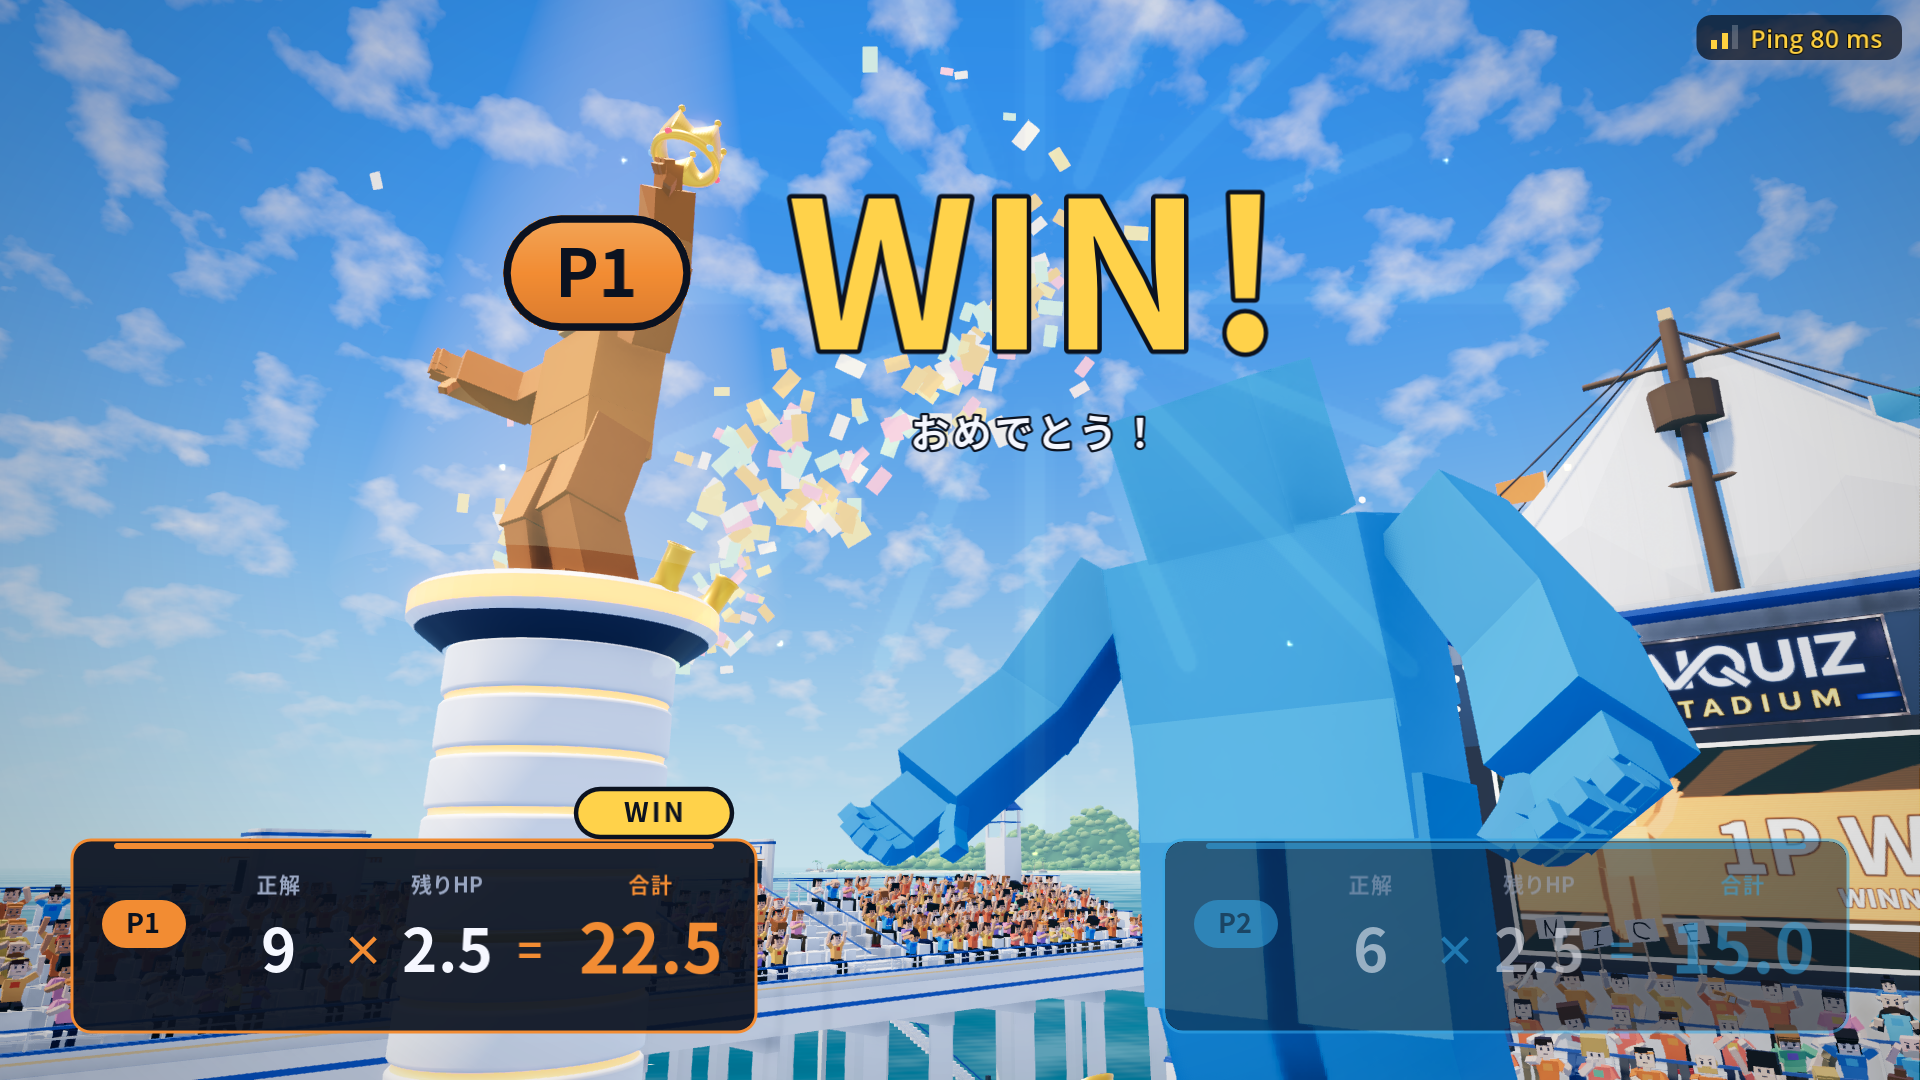 Ping 80 ms
P1
WIN!
おめでとう！
QUIZ
TADIUM
1P W
WINN
WIN
P1
正解
残りHP
合計
9 × 2.5 = 22.5
P2
正解
残りHP
合計
6 × 2.5 = 15.0
N I C E